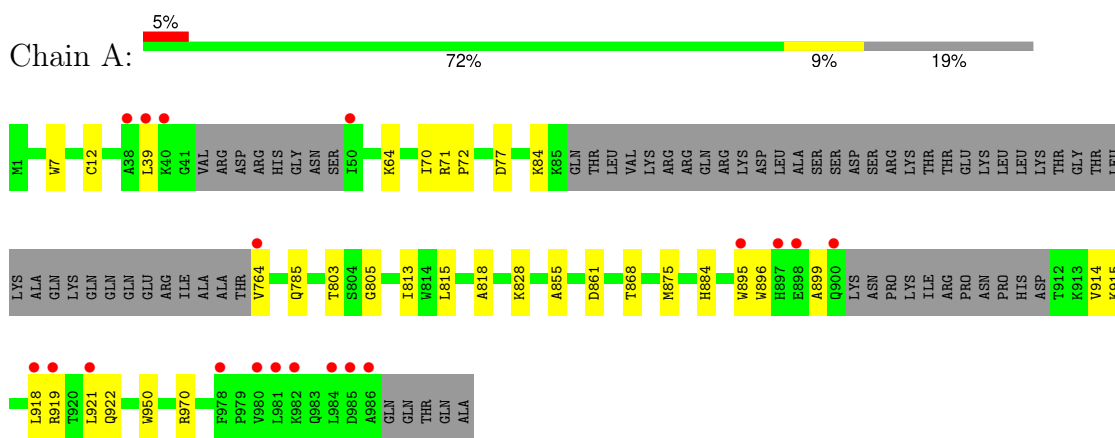 5%
Chain A:
72% 9% 19%
M1 W7 C12 A38 L39 K40 G41 VAL ARG ASP ARG HIS GLY ASN SER I50 K64 I70 R71 P72 D77 K84 K85 GLN THR LEU VAL LYS ARG ARG GLN ARG LYS ASP LEU ALA SER SER ASP SER ARG LYS THR THR GLU LYS LEU LEU LYS THR GLY THR LEU
LYS ALA GLN LYS GLN GLN GLN GLU ARG ILE ALA ALA THR V764 Q785 T803 S804 G805 I813 W814 L815 A818 K828 A855 D861 T868 M875 H884 W895 W896 H897 E898 A899 Q900 LYS ASN PRO LYS ILE ARG PRO ASN PRO HIS ASP T912 K913 V914 K915
L918 R919 T920 L921 Q922 W950 R970 F978 P979 V980 L981 K982 Q983 L984 D985 A986 GLN GLN THR GLN ALA